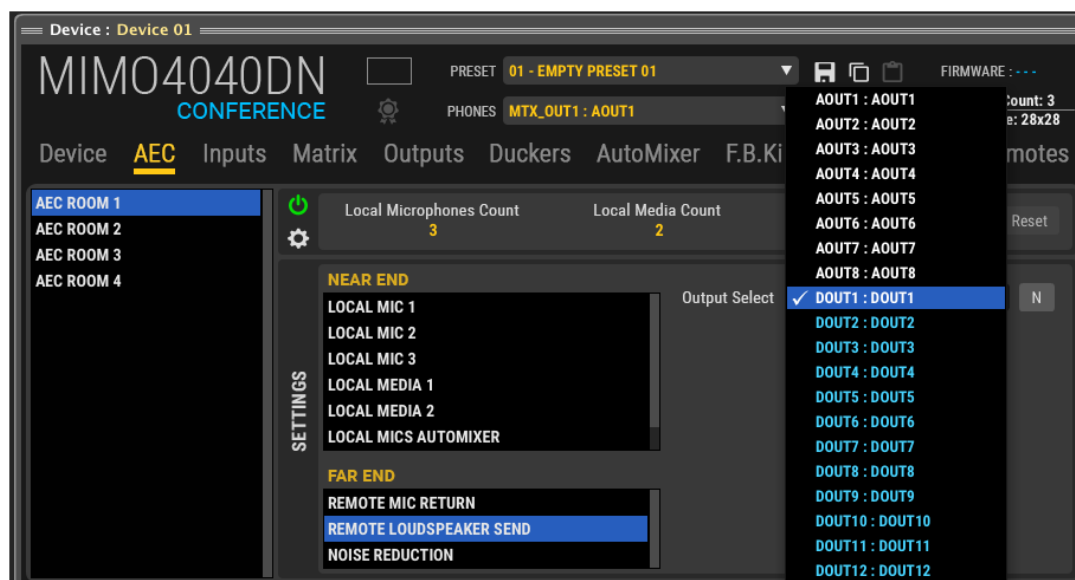 Device : Device 01
MIMO4040DN
CONFERENCE
PRESET 01 - EMPTY PRESET 01
FIRMWARE : - - -
PHONES MTX_OUT1 : AOUT1
Count: 3
e: 28x28
Device AEC Inputs Matrix Outputs Duckers AutoMixer F.B.Ki motes
AEC ROOM 1
AEC ROOM 2
AEC ROOM 3
AEC ROOM 4
Local Microphones Count
3
Local Media Count
2
Reset
SETTINGS
NEAR END
LOCAL MIC 1
LOCAL MIC 2
LOCAL MIC 3
LOCAL MEDIA 1
LOCAL MEDIA 2
LOCAL MICS AUTOMIXER
FAR END
REMOTE MIC RETURN
REMOTE LOUDSPEAKER SEND
NOISE REDUCTION
Output Select
N
AOUT1 : AOUT1
AOUT2 : AOUT2
AOUT3 : AOUT3
AOUT4 : AOUT4
AOUT5 : AOUT5
AOUT6 : AOUT6
AOUT7 : AOUT7
AOUT8 : AOUT8
DOUT1 : DOUT1
DOUT2 : DOUT2
DOUT3 : DOUT3
DOUT4 : DOUT4
DOUT5 : DOUT5
DOUT6 : DOUT6
DOUT7 : DOUT7
DOUT8 : DOUT8
DOUT9 : DOUT9
DOUT10 : DOUT10
DOUT11 : DOUT11
DOUT12 : DOUT12